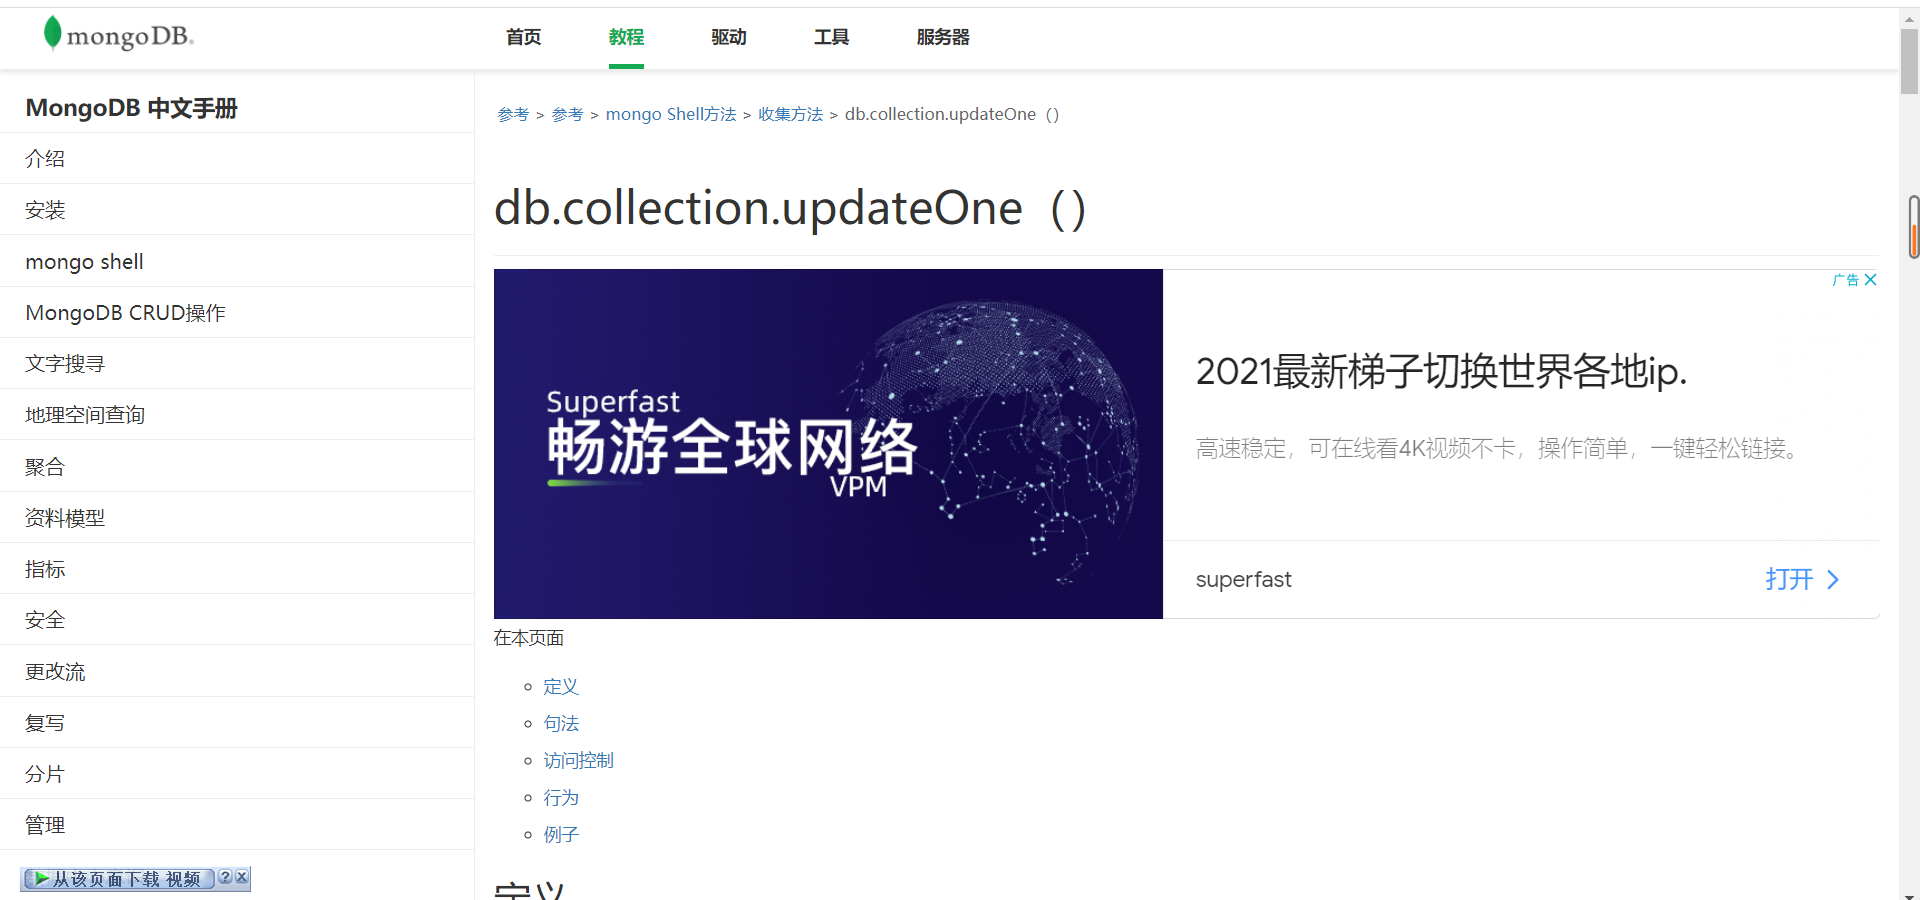 mongoDB®
首页 教程 驱动 工具 服务器
MongoDB 中文手册
介绍
安装
mongo shell
MongoDB CRUD操作
文字搜寻
地理空间查询
聚合
资料模型
指标
安全
更改流
复写
分片
管理
从该页面下载 视频 ? x
参考 > 参考 > mongo Shell方法 > 收集方法 > db.collection.updateOne（）
db.collection.updateOne（）
Superfast
畅游全球网络
VPM
广告
2021最新梯子切换世界各地ip.
高速稳定，可在线看4K视频不卡，操作简单，一键轻松链接。
superfast
打开 >
在本页面
定义
句法
访问控制
行为
例子
定义